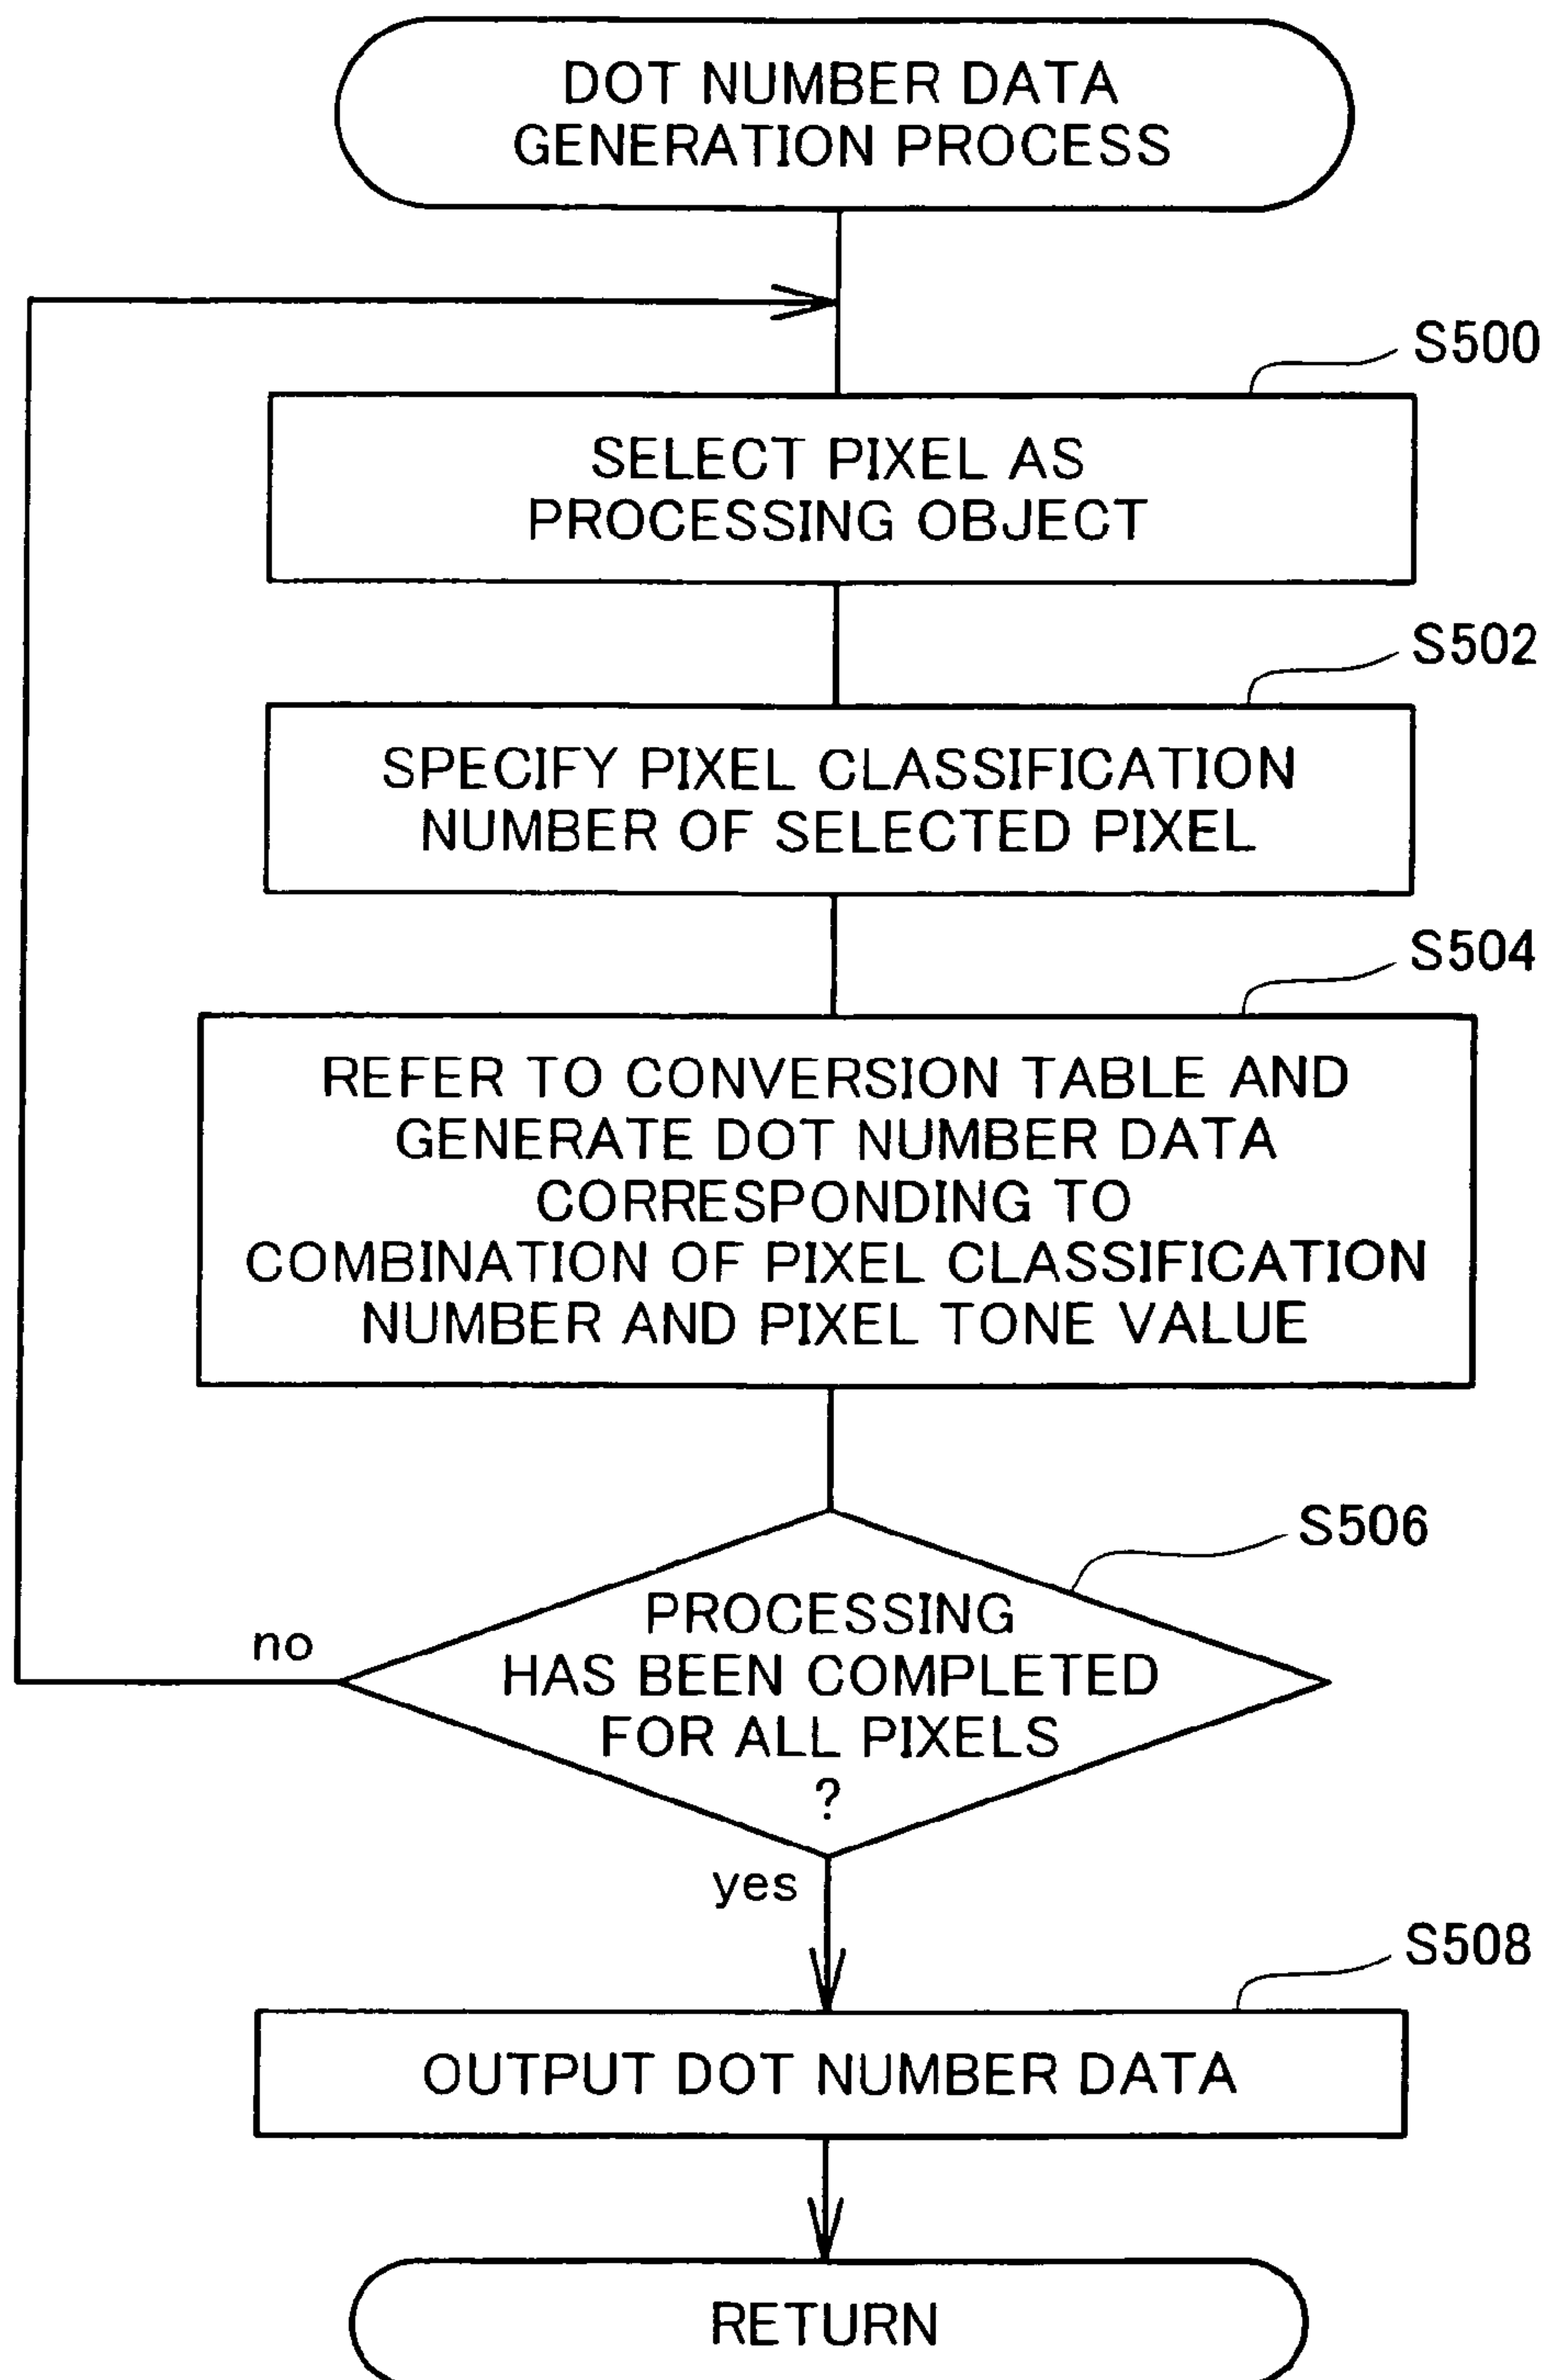 DOT NUMBER DATA
GENERATION PROCESS
S500
SELECT PIXEL AS
PROCESSING OBJECT
S502
SPECIFY PIXEL CLASSIFICATION
NUMBER OF SELECTED PIXEL
S504
REFER TO CONVERSION TABLE AND
GENERATE DOT NUMBER DATA
CORRESPONDING TO
COMBINATION OF PIXEL CLASSIFICATION
NUMBER AND PIXEL TONE VALUE
S506
PROCESSING
HAS BEEN COMPLETED
FOR ALL PIXELS
?
no
yes
S508
OUTPUT DOT NUMBER DATA
RETURN